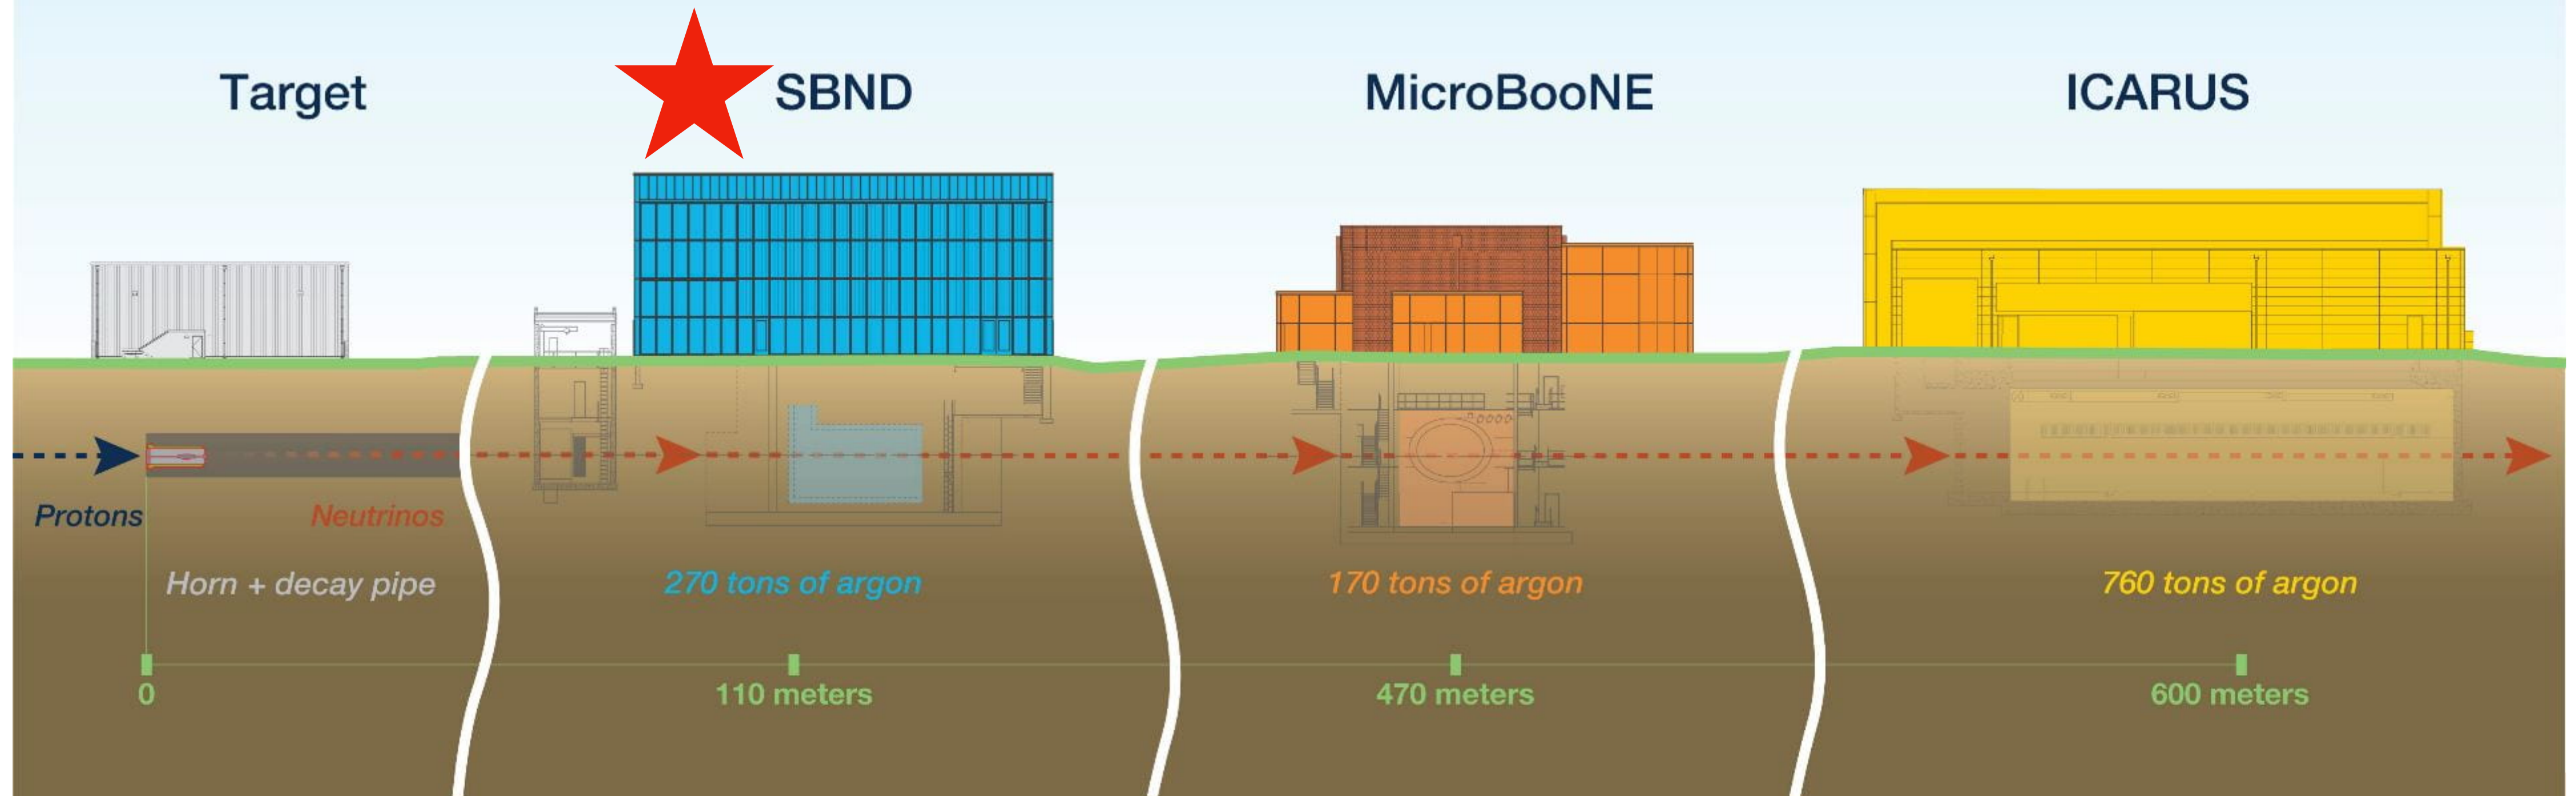 Target
SBND
MicroBooNE
ICARUS
Protons
Neutrinos
Horn + decay pipe
270 tons of argon
170 tons of argon
760 tons of argon
0
110 meters
470 meters
600 meters